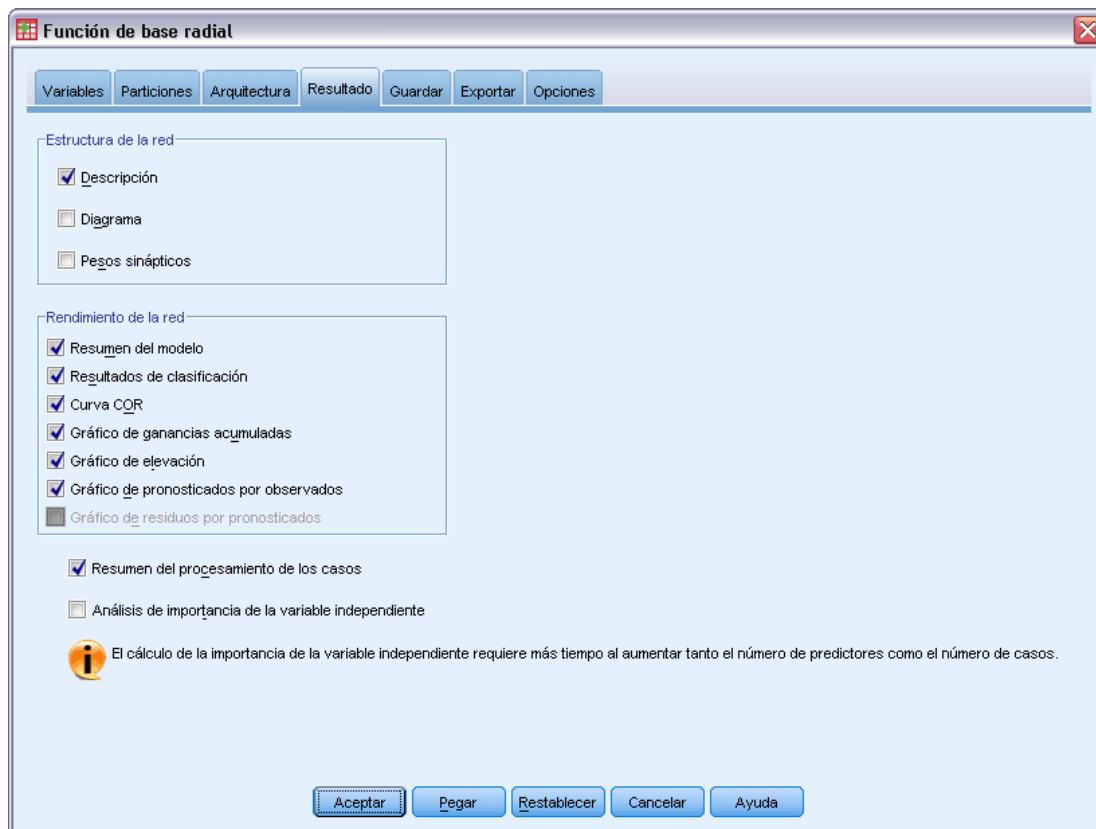 Función de base radial
Variables Particiones Arquitectura Resultado Guardar Exportar Opciones
Estructura de la red
Descripción
Diagrama
Pesos sinápticos
Rendimiento de la red
Resumen del modelo
Resultados de clasificación
Curva COR
Gráfico de ganancias acumuladas
Gráfico de elevación
Gráfico de pronosticados por observados
Gráfico de residuos por pronosticados
Resumen del procesamiento de los casos
Análisis de importancia de la variable independiente
El cálculo de la importancia de la variable independiente requiere más tiempo al aumentar tanto el número de predictores como el número de casos.
Aceptar Pegar Restablecer Cancelar Ayuda